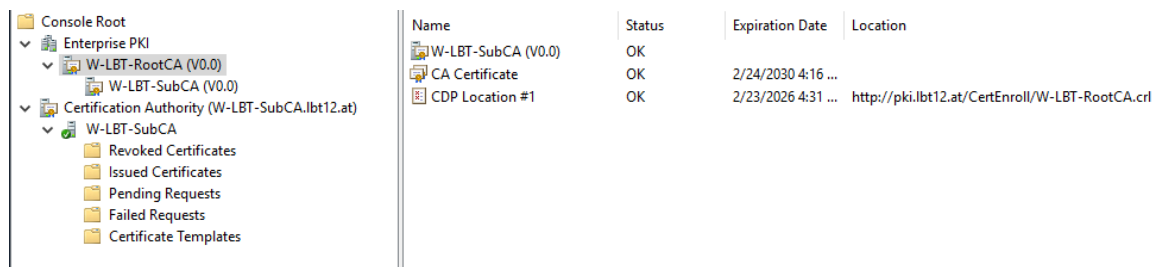 Console Root
Enterprise PKI
W-LBT-RootCA (V0.0)
W-LBT-SubCA (V0.0)
Certification Authority (W-LBT-SubCA.lbt12.at)
W-LBT-SubCA
Revoked Certificates
Issued Certificates
Pending Requests
Failed Requests
Certificate Templates
Name Status Expiration Date Location
W-LBT-SubCA (V0.0) OK
CA Certificate OK 2/24/2030 4:16 ...
CDP Location #1 OK 2/23/2026 4:31 ... http://pki.lbt12.at/CertEnroll/W-LBT-RootCA.crl